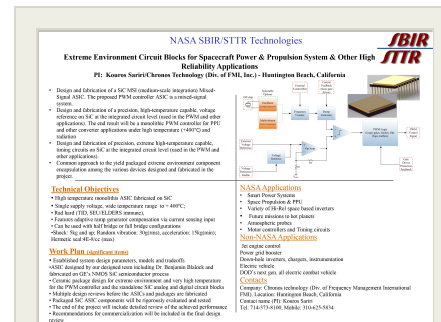 NASA SBIR/STTR Technologies
SBIR
STTR
Extreme Environment Circuit Blocks for Spacecraft Power & Propulsion System & Other High
Reliability Applications
PI: Kouros Sariri/Chronos Technology (Div. of FMI, Inc.) - Huntington Beach, California
• Design and fabrication of a SiC MSI (medium-scale integration) Mixed-
Signal ASIC. The proposed PWM controller ASIC is a mixed-signal
system.
• Design and fabrication of a precision, high-temperature capable, voltage
reference on SiC at the integrated circuit level (used in the PWM and other
applications). The end result will be a monolithic PWM controller for PPU
and other converter applications under high temperature (+400°C) and
radiation
• Design and fabrication of precision, extreme high-temperature capable,
timing circuits on SiC at the integrated circuit level (used in the PWM and
other applications).
• Common approach to the yield packaged extreme environment component
encapsulation among the various devices designed and fabricated in the
project.
Technical Objectives
• High temperature monolithic ASIC fabricated on SiC
• Single supply voltage, wide temperature range to + 400°C;
• Rad hard (TID, SEU/ELDERS immune),
• Features adaptive ramp generator compensation via current sensing input
• Can be used with half bridge or full bridge configurations
•Shock: 5kg and up; Random vibration: 30g(rms), acceleration: 15kg(min);
Hermetic seal 4E-8/cc (max)
Work Plan (significant items)
• Established system design parameters, models and tradeoffs
•ASIC designed by our designed team including Dr. Benjamin Blalock and
fabricated on GE's NMOS SiC semiconductor process
• Ceramic package design for extreme environment and very high temperature
for the PWM controller and the standalone SiC analog and digital circuit blocks
• Multiple design reviews before the ASICs and packages are fabricated
• Packaged SiC ASIC components will be rigorously evaluated and tested
• The end of the project will include detailed review of the achieved performance
• Recommendations for commercialization will be included in the final design
review
NASA Applications
• Smart Power Systems
• Space Propulsion & PPU
• Variety of Hi-Rel space based inverters
• Future missions to hot planets
• Atmospheric probes
• Motor controllers and Timing circuits
Non-NASA Applications
Jet engine control
Power grid booster
Down-hole inverters, chargers, instrumentation
Electric vehicle
DOD's next gen. all electric combat vehicle
Contacts
Company: Chronos technology (Div. of Frequency Management International
FMI). Location: Huntington Beach, California
Contact name (PI): Kouros Sariri
Tel: 714-373-8100, Mobile: 310-625-5834